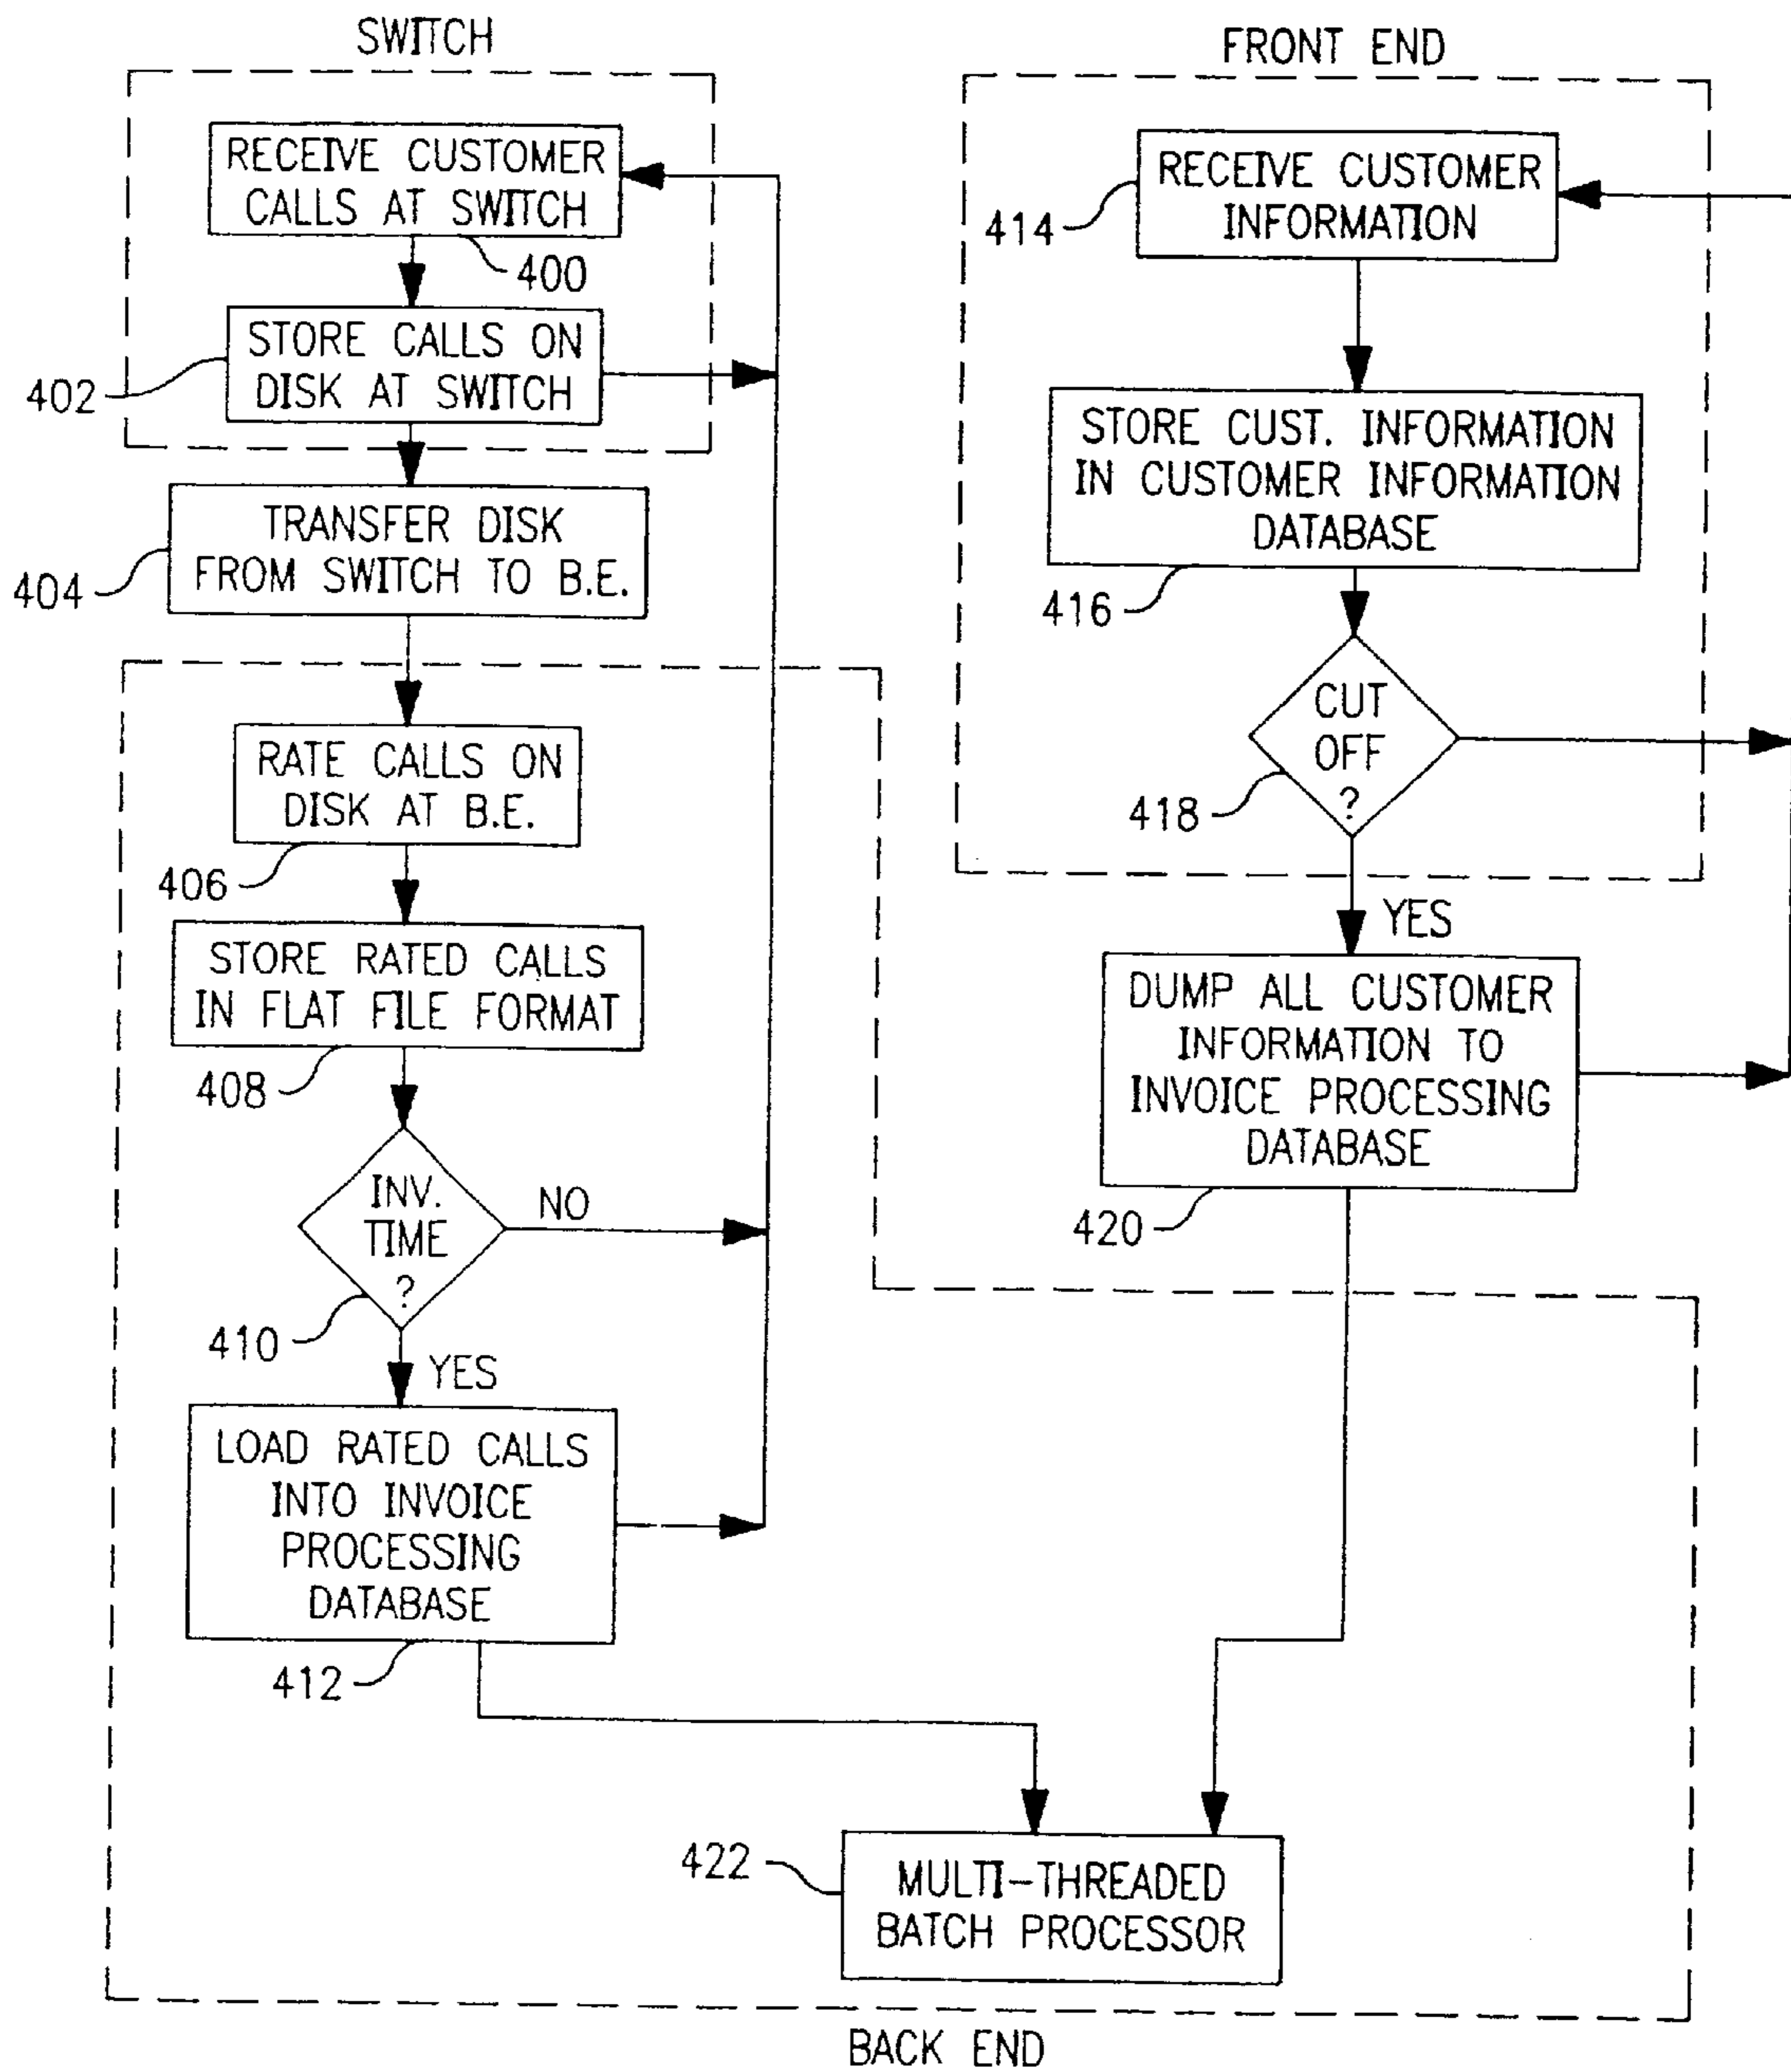 SWITCH
RECEIVE CUSTOMER
CALLS AT SWITCH
400
STORE CALLS ON
DISK AT SWITCH
402
TRANSFER DISK
FROM SWITCH TO B.E.
404
RATE CALLS ON
DISK AT B.E.
406
STORE RATED CALLS
IN FLAT FILE FORMAT
408
INV.
TIME
?
NO
410
YES
LOAD RATED CALLS
INTO INVOICE
PROCESSING
DATABASE
412
FRONT END
RECEIVE CUSTOMER
INFORMATION
414
STORE CUST. INFORMATION
IN CUSTOMER INFORMATION
DATABASE
416
CUT
OFF
?
418
YES
DUMP ALL CUSTOMER
INFORMATION TO
INVOICE PROCESSING
DATABASE
420
422
MULTI-THREADED
BATCH PROCESSOR
BACK END